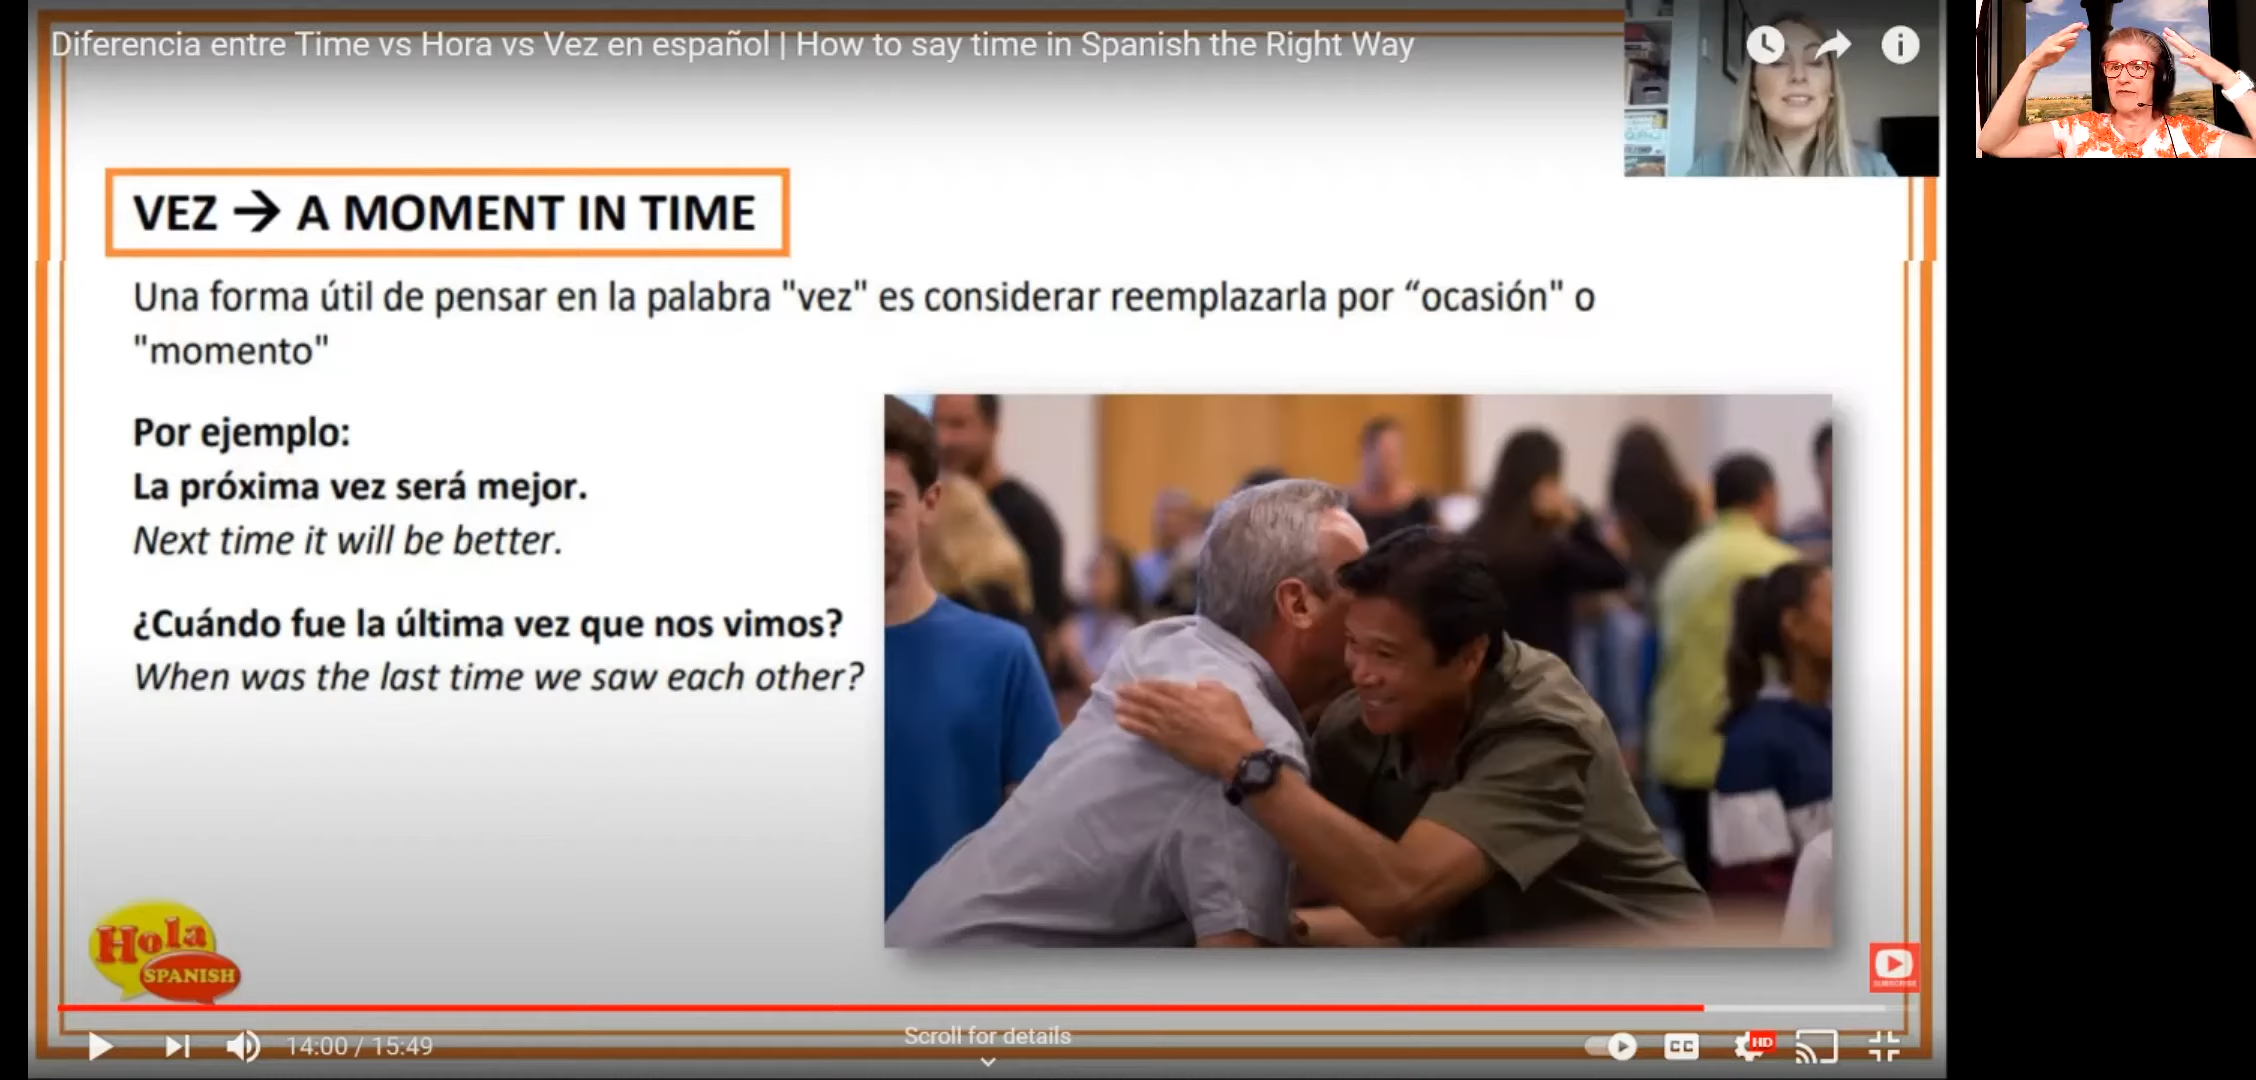 Diferencia entre Time vs Hora vs Vez en español | How to say time in Spanish the Right Way
VEZ → A MOMENT IN TIME
Una forma útil de pensar en la palabra "vez" es considerar reemplazarla por “ocasión" o
"momento"
Por ejemplo:
La próxima vez será mejor.
Next time it will be better.
¿Cuándo fue la última vez que nos vimos?
When was the last time we saw each other?
Hola
SPANISH
SUBSCRIBE
14:00 / 15:49
Scroll for details
CC
HD